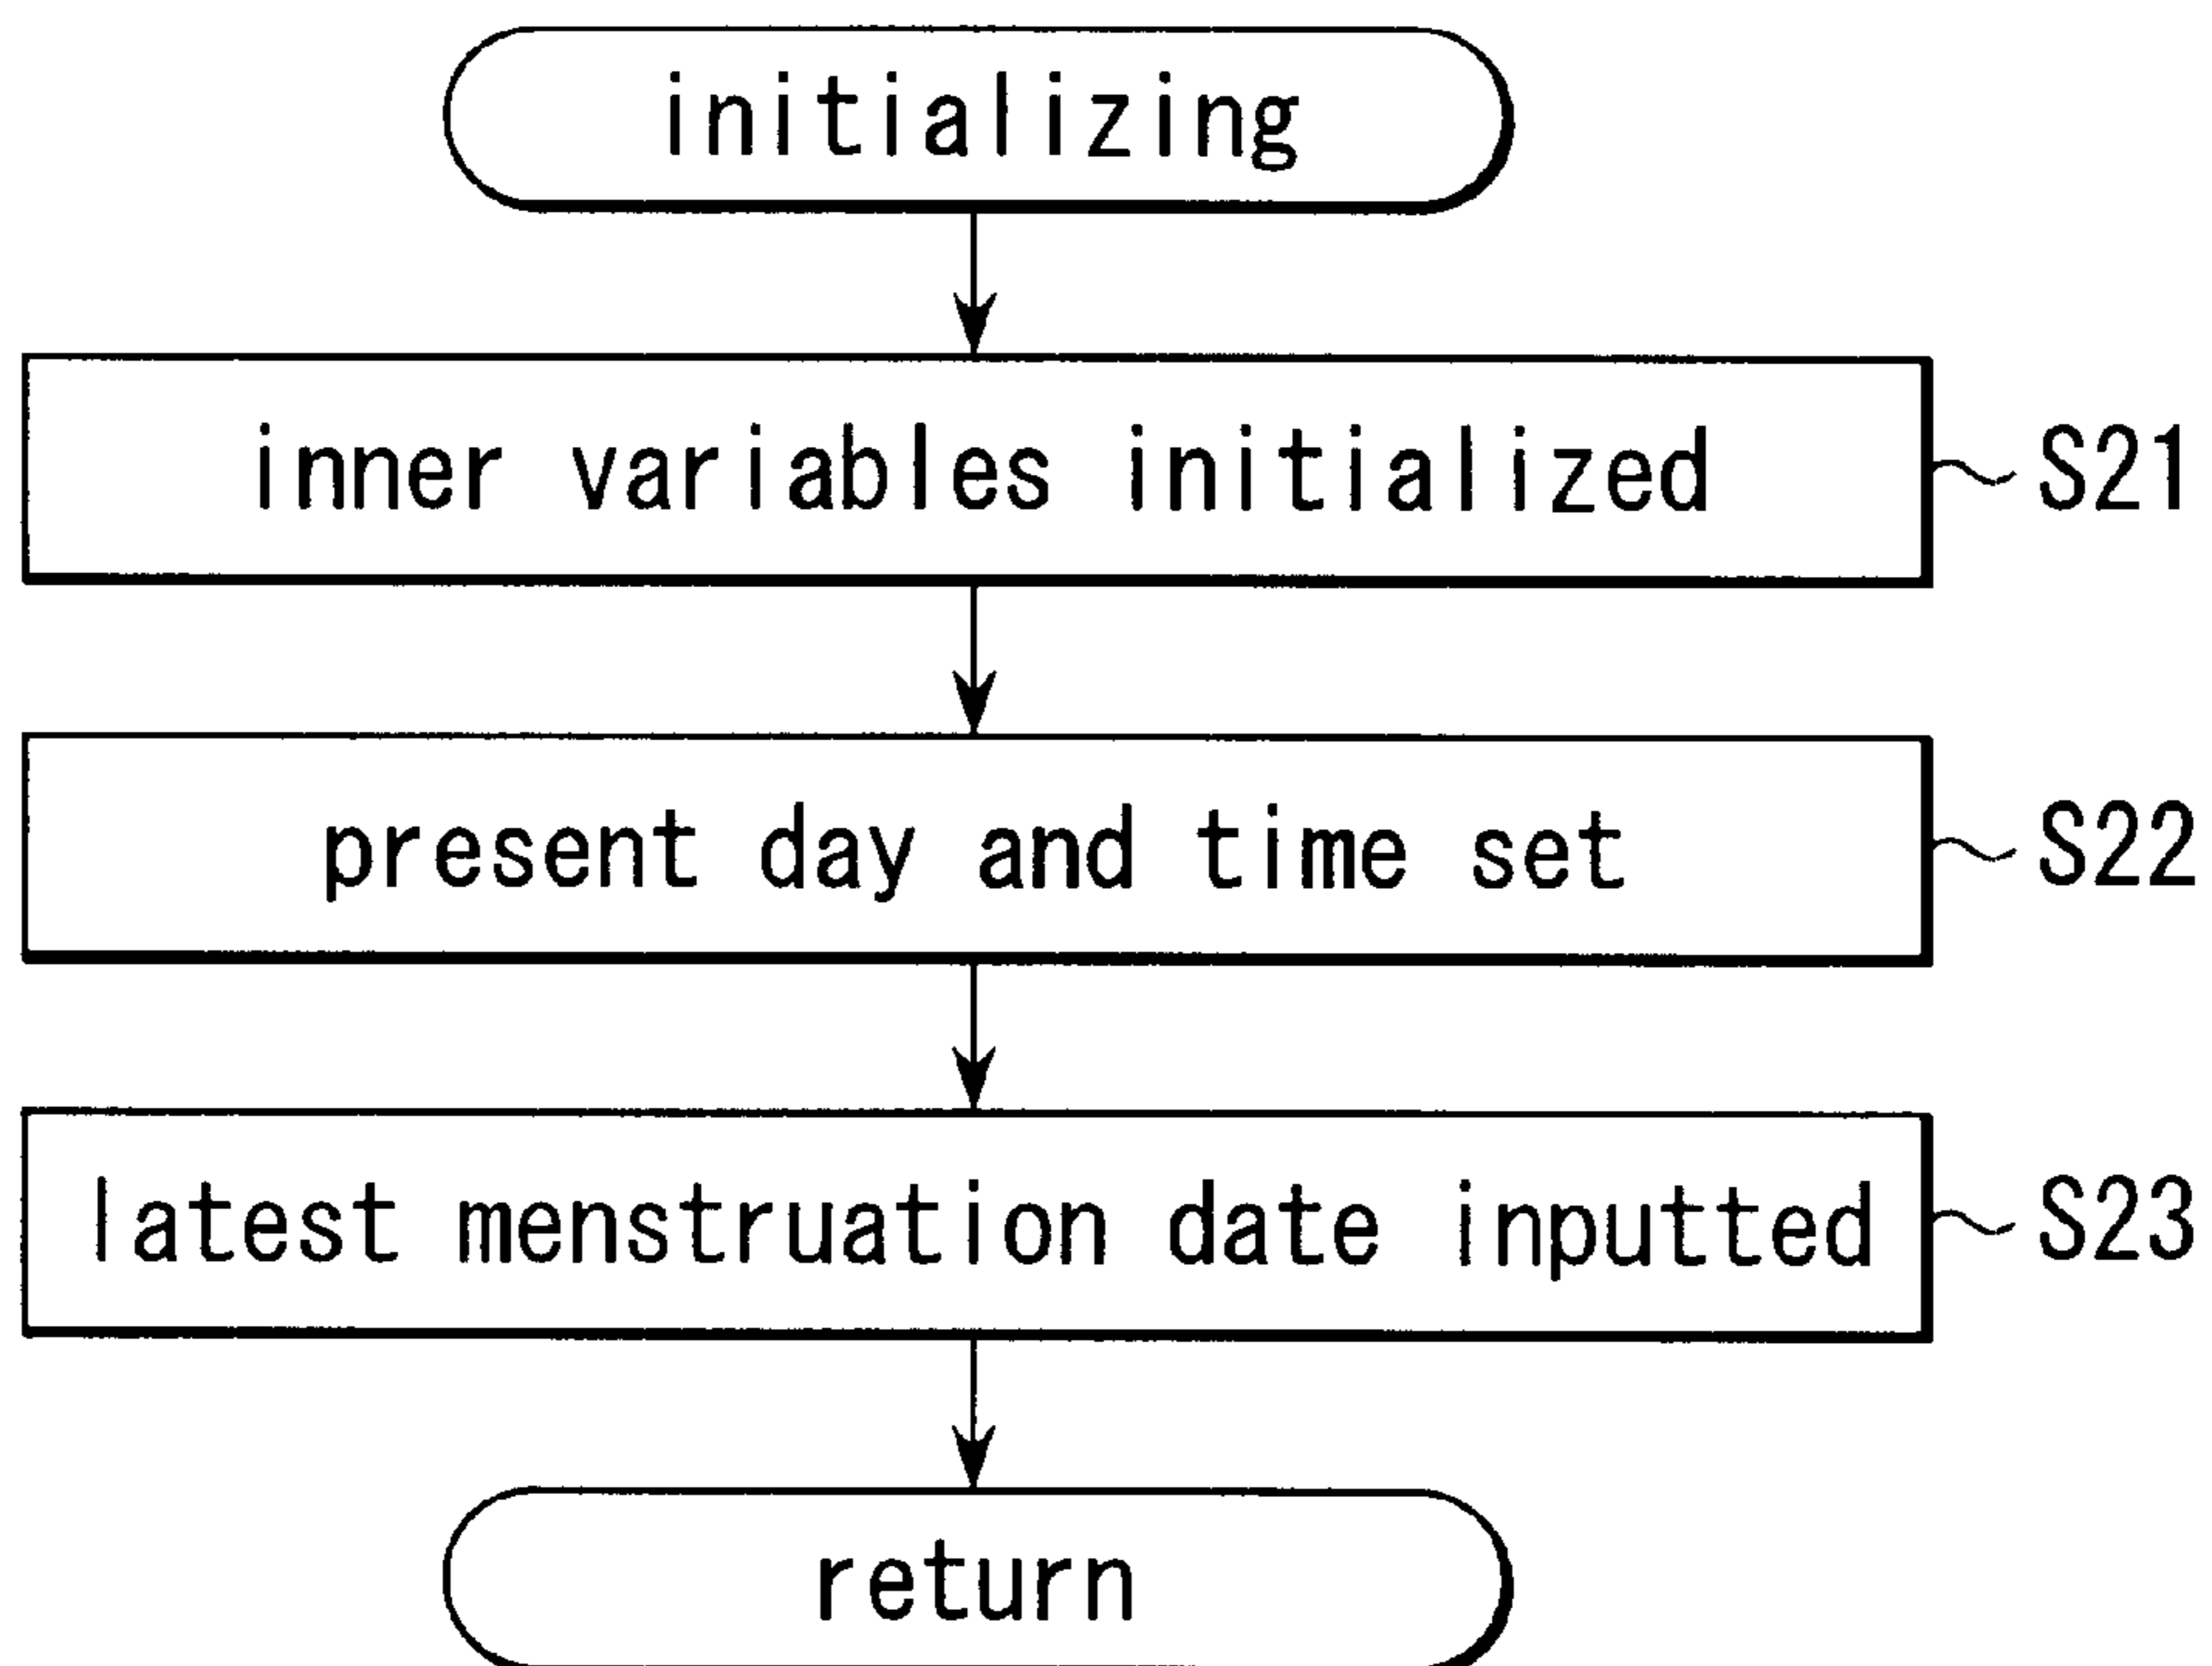 initializing
inner variables initialized
S21
present day and time set
S22
latest menstruation date inputted
S23
return